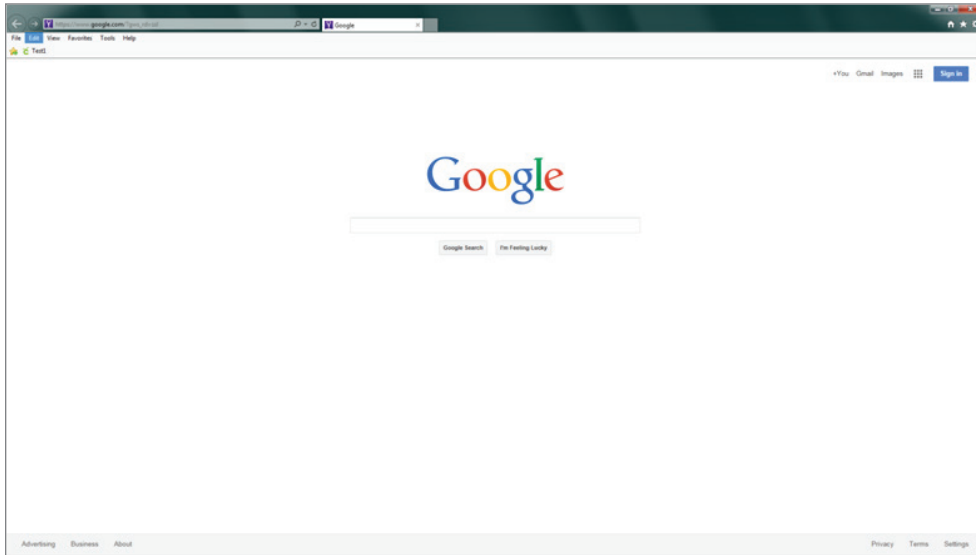 Google
File Edit View Favorites Tools Help
Test1
+You Gmail Images Sign in
Google
Google Search I'm Feeling Lucky
Advertising Business About Privacy Terms Settings